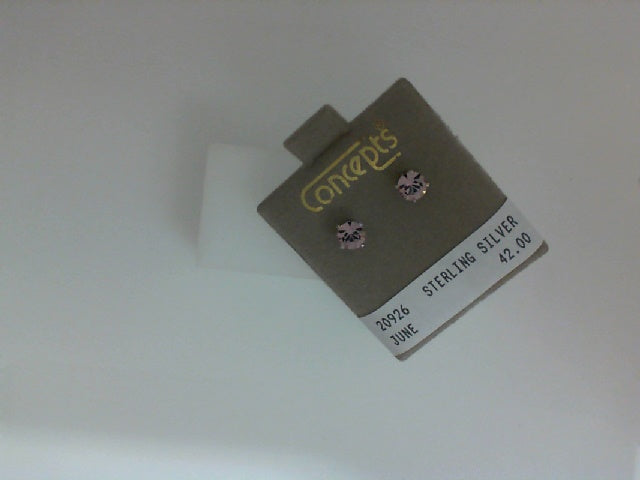 Concepts
20926 STERLING SILVER
JUNE 42.00